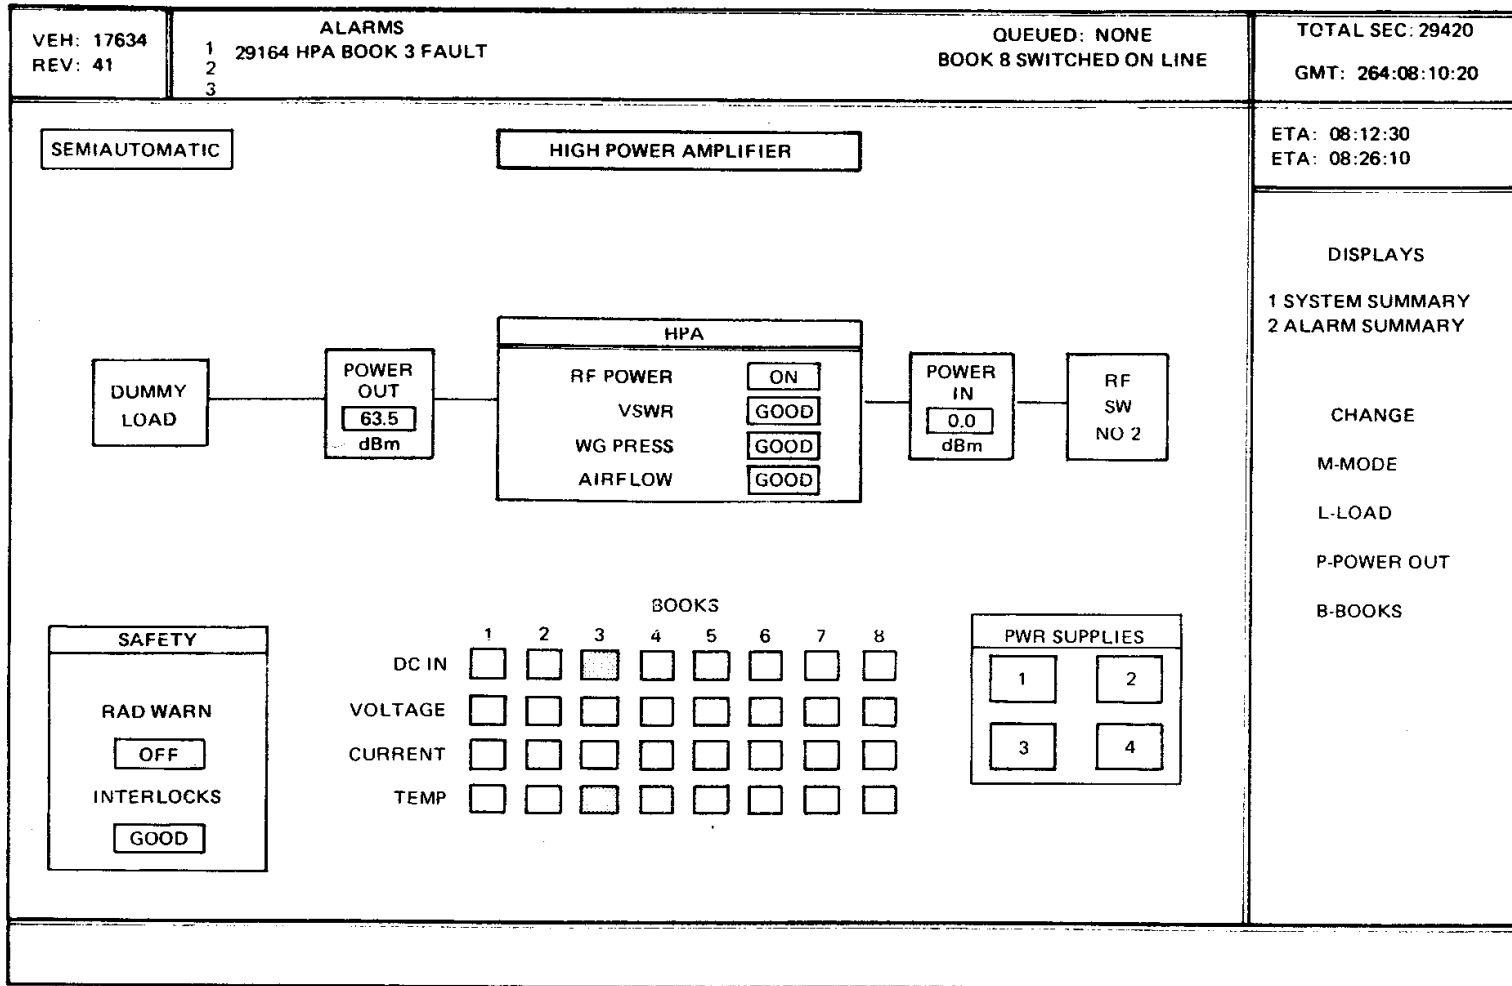 VEH: 17634
REV: 41
ALARMS
1 29164 HPA BOOK 3 FAULT
2
3
QUEUED: NONE
BOOK 8 SWITCHED ON LINE
TOTAL SEC: 29420
GMT: 264:08:10:20
ETA: 08:12:30
ETA: 08:26:10
SEMIAUTOMATIC
HIGH POWER AMPLIFIER
DISPLAYS
1 SYSTEM SUMMARY
2 ALARM SUMMARY
CHANGE
M-MODE
L-LOAD
P-POWER OUT
B-BOOKS
DUMMY
LOAD
POWER
OUT
63.5
dBm
HPA
RF POWER ON
VSWR GOOD
WG PRESS GOOD
AIRFLOW GOOD
POWER
IN
0.0
dBm
RF
SW
NO 2
SAFETY
RAD WARN
OFF
INTERLOCKS
GOOD
BOOKS
1 2 3 4 5 6 7 8
DC IN
VOLTAGE
CURRENT
TEMP
PWR SUPPLIES
1 2
3 4